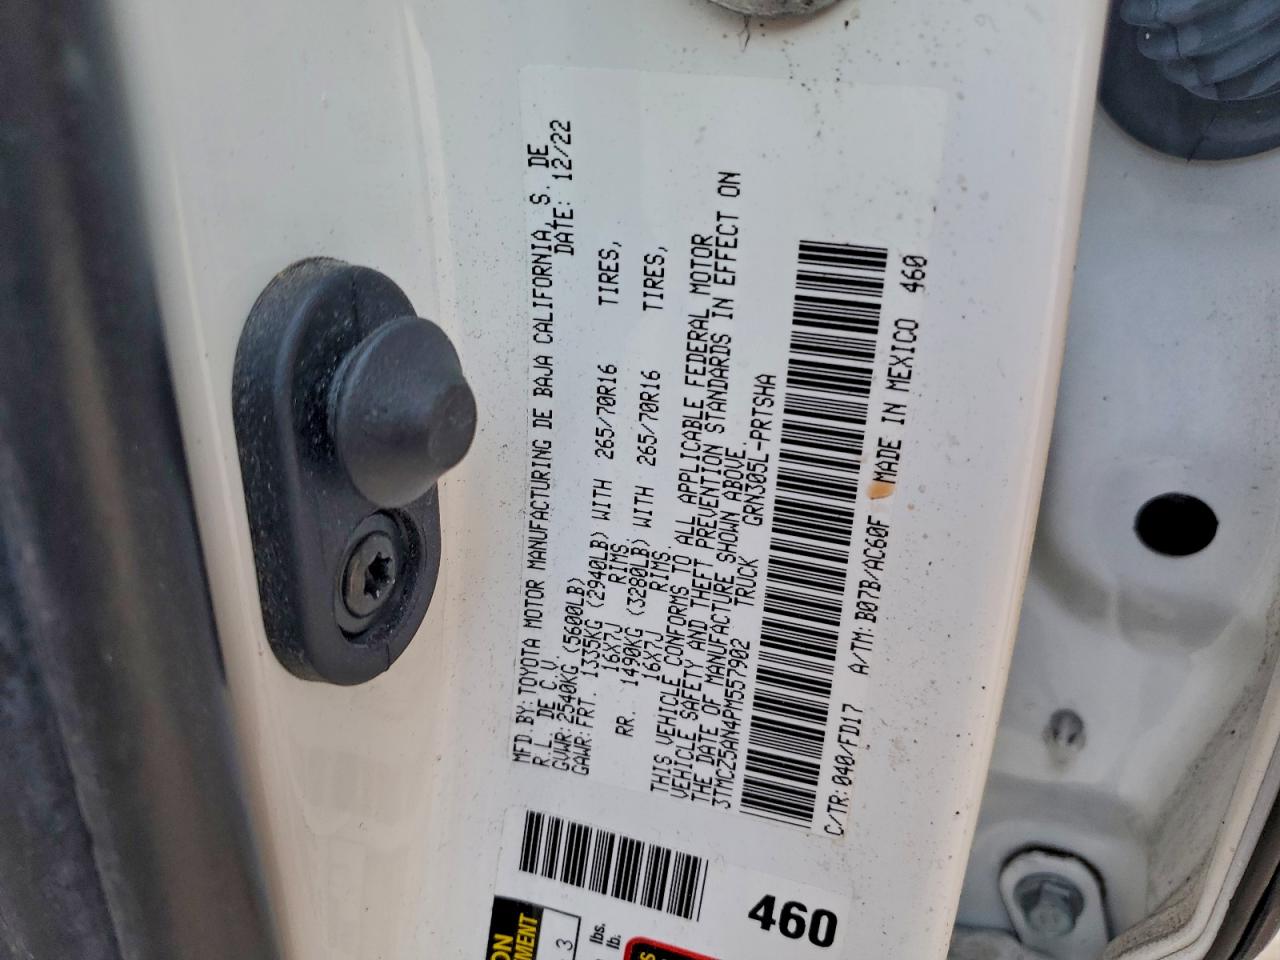 MFD.BY:TOYOTA MOTOR MANUFACTURING DE BAJA CALIFORNIA, S. DE
R.L. DE C.V. DATE: 12/22
GVWR:2540KG (5600LB)
GAWR:FRT. 1335KG (2940LB) WITH 265/70R16 TIRES,
16X7J RIMS
RR. 1490KG (3280LB) WITH 265/70R16 TIRES,
16X7J RIMS
THIS VEHICLE CONFORMS TO ALL APPLICABLE FEDERAL MOTOR
VEHICLE SAFETY AND THEFT PREVENTION STANDARDS IN EFFECT ON
THE DATE OF MANUFACTURE SHOWN ABOVE.
3TMCZ5AN4PM557902 TRUCK GRN305L-PRTSHA
C/TR:040/FD17 A/TM:B07B/AC60F MADE IN MEXICO 460
460
3
lbs.
lb.